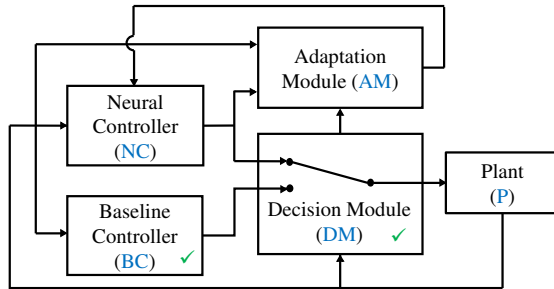 Adaptation
Module (AM)
Neural
Controller
(NC)
Baseline
Controller
(BC)
Decision Module
(DM)
Plant
(P)